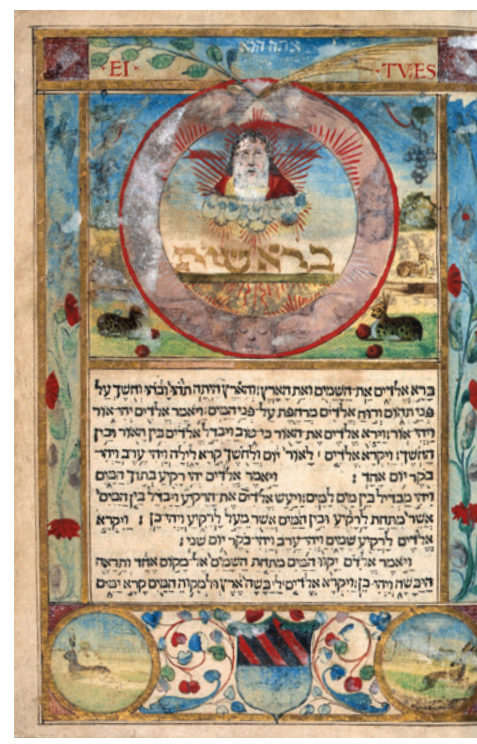 EI
TVES
בראשית
ברא אלדים את השמים ואת הארץ: והארץ היתה תהו ובהו וחשך על
פני תהום ורוח אלדים מרחפת על פני המים: ויאמר אלדים יהי אור
ויהי אור: וירא אלדים את האור כי טוב ויבדל אלדים בין האור ובין
החשך: ויקרא אלדים לאור יום ולחשך קרא לילה ויהי ערב ויהי
בקר יום אחד: ויאמר אלדים יהי רקיע בתוך המים
ויהי מבדיל בין מים למים: ויעש אלדים את הרקיע ויבדל בין המים
אשר מתחת לרקיע ובין המים אשר מעל לרקיע ויהי כן: ויקרא
אלדים לרקיע שמים ויהי ערב ויהי בקר יום שני:
ויאמר אלדים יקוו המים מתחת השמים אל מקום אחד ותראה
היבשה ויהי כן: ויקרא אלדים ליבשה ארץ ולמקוה המים קרא ימים